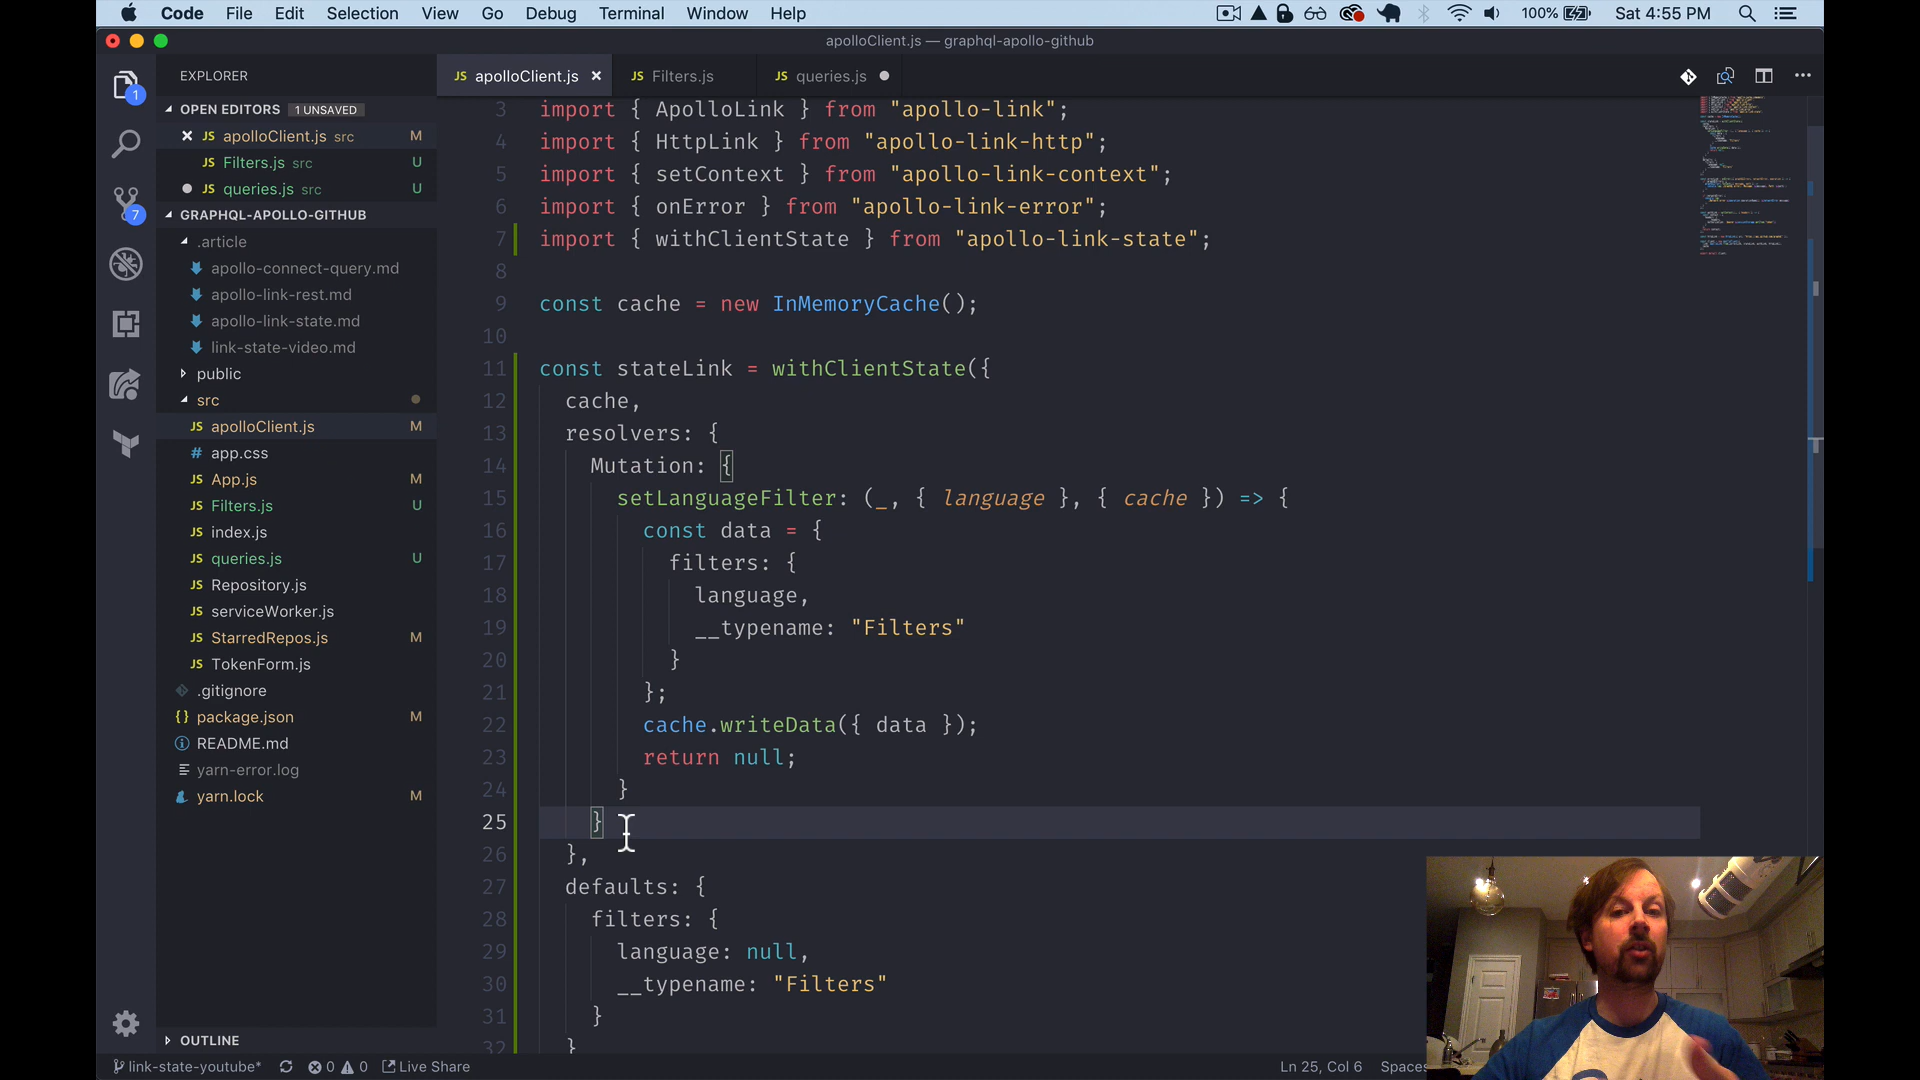 Code File Edit Selection View Go Debug Terminal Window Help 100% Sat 4:55 PM
apolloClient.js — graphql-apollo-github
EXPLORER
JS apolloClient.js
JS Filters.js
JS queries.js
OPEN EDITORS 1 UNSAVED
JS apolloClient.js src M
JS Filters.js src U
JS queries.js src U
GRAPHQL-APOLLO-GITHUB
.article
apollo-connect-query.md
apollo-link-rest.md
apollo-link-state.md
link-state-video.md
public
src
JS apolloClient.js M
# app.css
JS App.js M
JS Filters.js U
JS index.js
JS queries.js U
JS Repository.js
JS serviceWorker.js
JS StarredRepos.js M
JS TokenForm.js
.gitignore
{} package.json M
README.md
yarn-error.log
yarn.lock M
OUTLINE
1
7
3 import { ApolloLink } from "apollo-link";
4 import { HttpLink } from "apollo-link-http";
5 import { setContext } from "apollo-link-context";
6 import { onError } from "apollo-link-error";
7 import { withClientState } from "apollo-link-state";
8
9 const cache = new InMemoryCache();
10
11 const stateLink = withClientState({
12 cache,
13 resolvers: {
14 Mutation: {
15 setLanguageFilter: (_, { language }, { cache }) => {
16 const data = {
17 filters: {
18 language,
19 __typename: "Filters"
20 }
21 };
22 cache.writeData({ data });
23 return null;
24 }
25 }
26 },
27 defaults: {
28 filters: {
29 language: null,
30 __typename: "Filters"
31 }
32 }
link-state-youtube* 0 0 Live Share Ln 25, Col 6